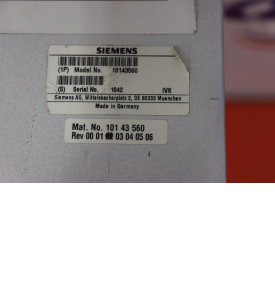 SIEMENS
(1P) Model No. 10143560
(S) Serial No. 1042 IVK
Siemens AG, Wittelsbacherplatz 2, DE 80333 Muenchen
Made in Germany
Mat. No. 101 43 560
Rev 00 01 03 04 05 06